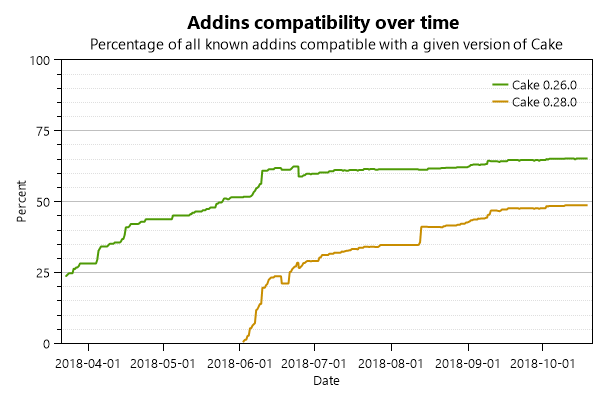 Addins compatibility over time
Percentage of all known addins compatible with a given version of Cake
100
Cake 0.26.0
Cake 0.28.0
75
50
25
0
Percent
2018-04-01 2018-05-01 2018-06-01 2018-07-01 2018-08-01 2018-09-01 2018-10-01
Date